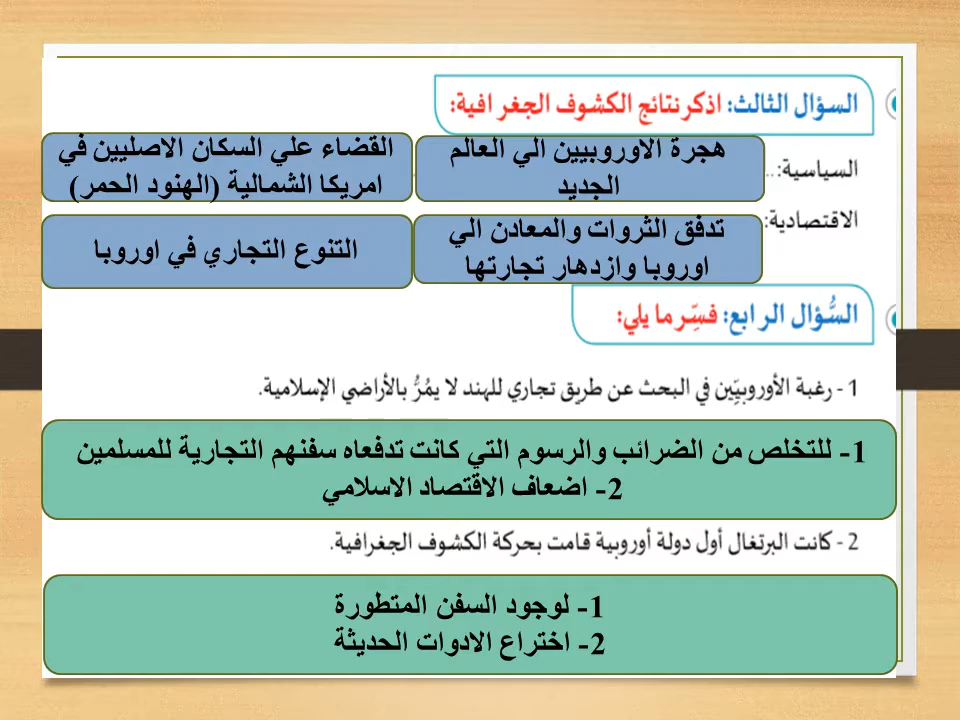 السؤال الثالث: اذكر نتائج الكشوف الجغرافية:
السياسية:..
هجرة الاوروبيين الي العالم
الجديد
القضاء علي السكان الاصليين في
امريكا الشمالية (الهنود الحمر)
الاقتصادية:
تدفق الثروات والمعادن الي
اوروبا وازدهار تجارتها
التنوع التجاري في اوروبا
السُّؤال الرابع: فسِّر ما يلي:
1 - رغبة الأوروبيِّين في البحث عن طريق تجاري للهند لا يمُرُّ بالأراضي الإسلامية.
1- للتخلص من الضرائب والرسوم التي كانت تدفعاه سفنهم التجارية للمسلمين
2- اضعاف الاقتصاد الاسلامي
2 - كانت البرتغال أول دولة أوروبية قامت بحركة الكشوف الجغرافية.
1- لوجود السفن المتطورة
2- اختراع الادوات الحديثة